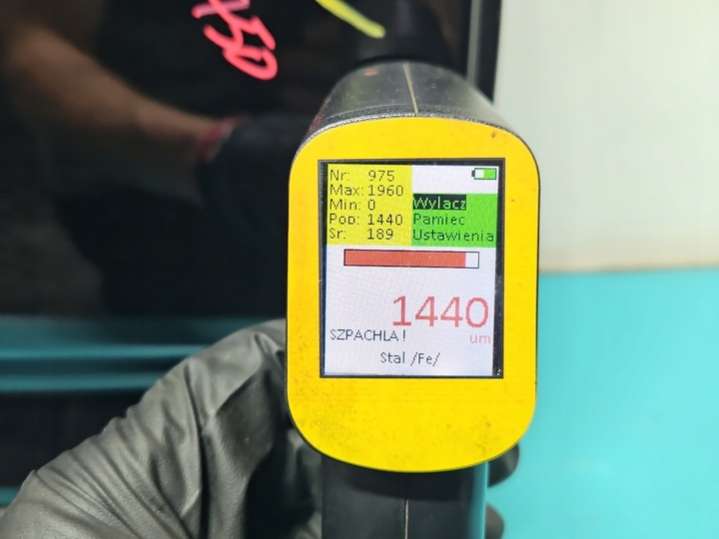 Nr: 975
Max: 1960
Min: 0
Pop: 1440
Sr: 189
Wylacz
Pamiec
Ustawienia
1440
SZPACHLA !
um
Stal /Fe/